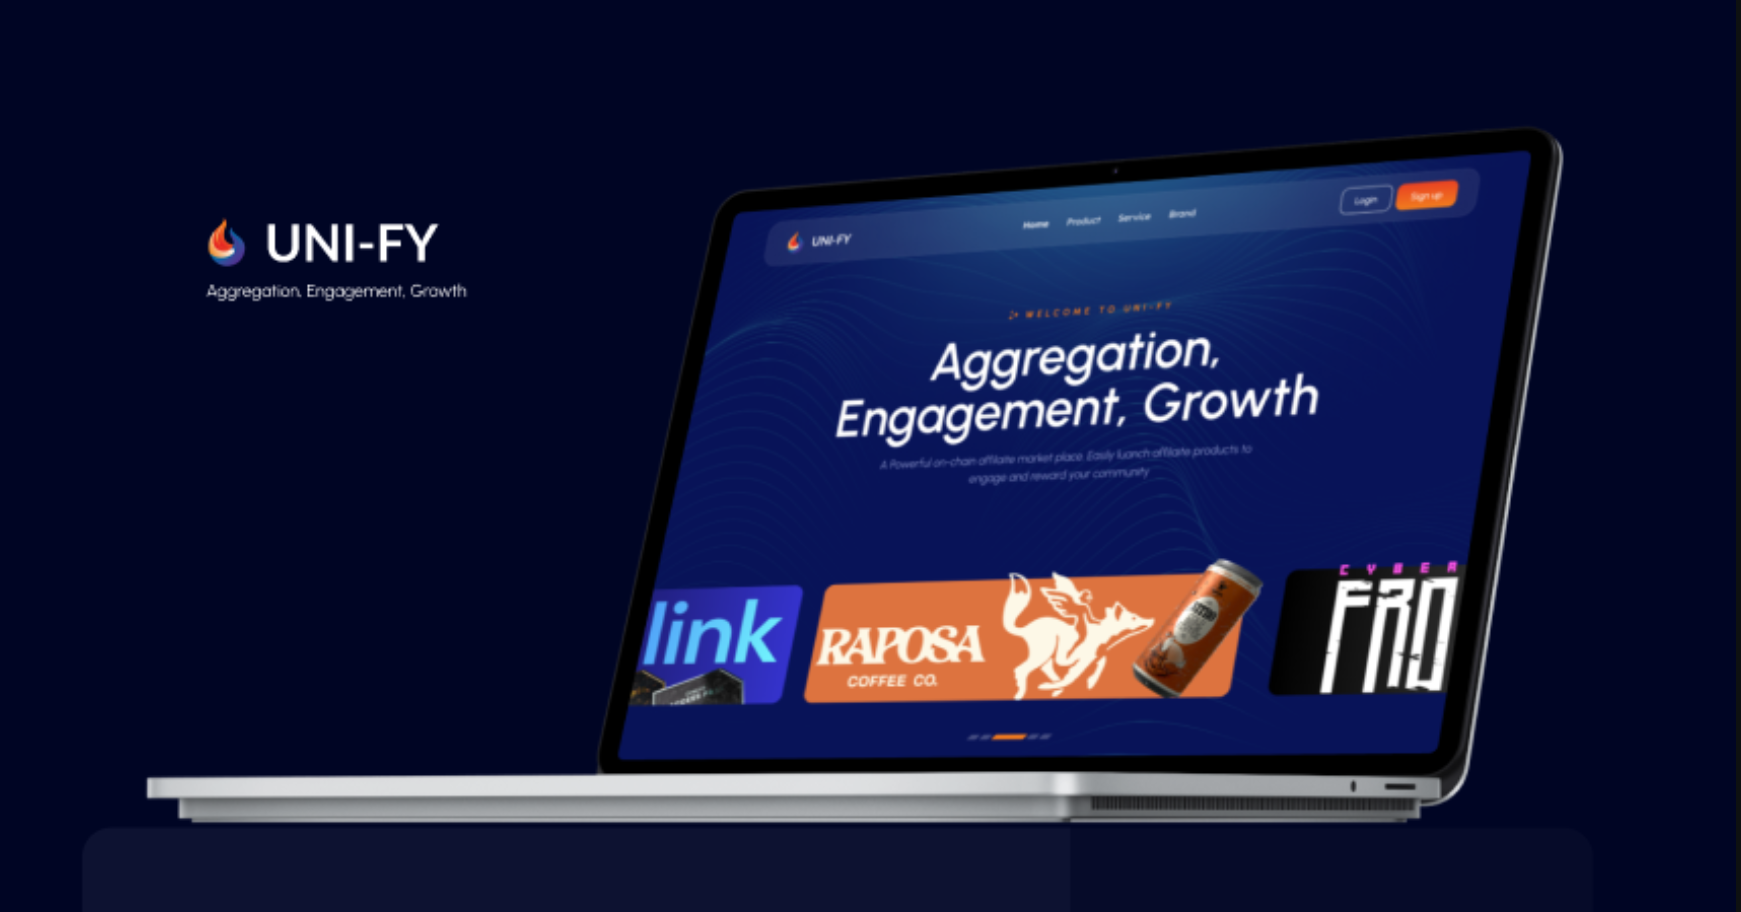 UNI-FY
Aggregation, Engagement, Growth
UNI-FY
Home Product Service Brand
Login
Sign up
WELCOME TO UNI-FY
Aggregation,
Engagement, Growth
A Powerful on-chain affiliate market place. Easily luanch affiliate products to
engage and reward your community
link
RAPOSA
COFFEE CO.
CYBER
FRO